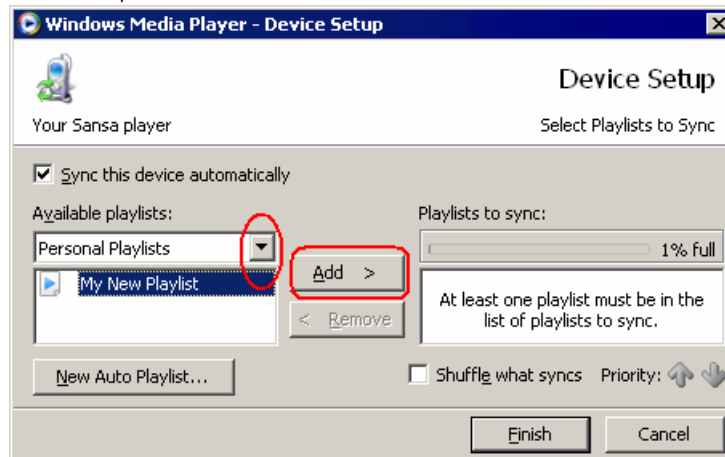 Windows Media Player - Device Setup
Device Setup
Your Sansa player
Select Playlists to Sync
Sync this device automatically
Available playlists:
Playlists to sync:
Personal Playlists
1% full
My New Playlist
Add >
At least one playlist must be in the
list of playlists to sync.
< Remove
New Auto Playlist...
Shuffle what syncs
Priority:
Finish
Cancel